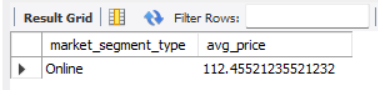 Result Grid Filter Rows:
market_segment_type avg_price
Online 112.45521235521232